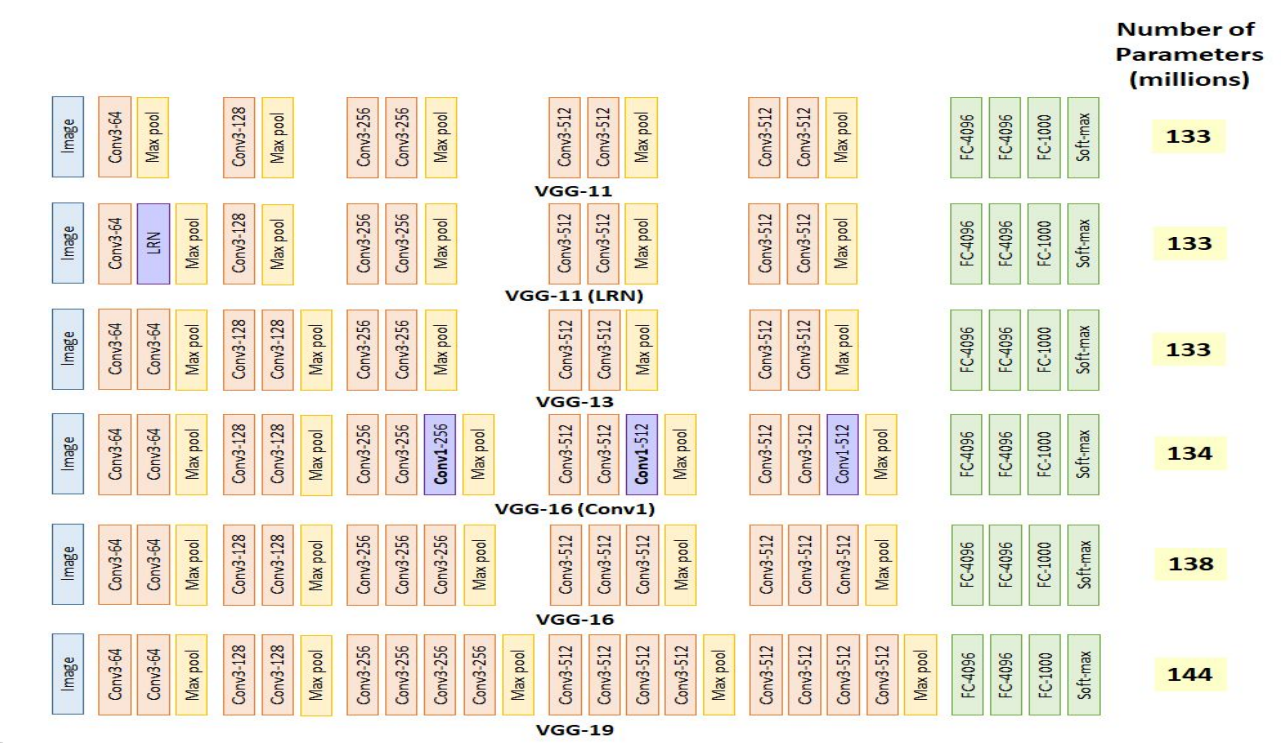 Number of
Parameters
(millions)
Image Conv3-64 Max pool Conv3-128 Max pool Conv3-256 Conv3-256 Max pool Conv3-512 Conv3-512 Max pool Conv3-512 Conv3-512 Max pool FC-4096 FC-4096 FC-1000 Soft-max 133
VGG-11
Image Conv3-64 LRN Max pool Conv3-128 Max pool Conv3-256 Conv3-256 Max pool Conv3-512 Conv3-512 Max pool Conv3-512 Conv3-512 Max pool FC-4096 FC-4096 FC-1000 Soft-max 133
VGG-11 (LRN)
Image Conv3-64 Conv3-64 Max pool Conv3-128 Conv3-128 Max pool Conv3-256 Conv3-256 Max pool Conv3-512 Conv3-512 Max pool Conv3-512 Conv3-512 Max pool FC-4096 FC-4096 FC-1000 Soft-max 133
VGG-13
Image Conv3-64 Conv3-64 Max pool Conv3-128 Conv3-128 Max pool Conv3-256 Conv3-256 Conv1-256 Max pool Conv3-512 Conv3-512 Conv1-512 Max pool Conv3-512 Conv3-512 Conv1-512 Max pool FC-4096 FC-4096 FC-1000 Soft-max 134
VGG-16 (Conv1)
Image Conv3-64 Conv3-64 Max pool Conv3-128 Conv3-128 Max pool Conv3-256 Conv3-256 Conv3-256 Max pool Conv3-512 Conv3-512 Conv3-512 Max pool Conv3-512 Conv3-512 Conv3-512 Max pool FC-4096 FC-4096 FC-1000 Soft-max 138
VGG-16
Image Conv3-64 Conv3-64 Max pool Conv3-128 Conv3-128 Max pool Conv3-256 Conv3-256 Conv3-256 Conv3-256 Max pool Conv3-512 Conv3-512 Conv3-512 Conv3-512 Max pool Conv3-512 Conv3-512 Conv3-512 Conv3-512 Max pool FC-4096 FC-4096 FC-1000 Soft-max 144
VGG-19